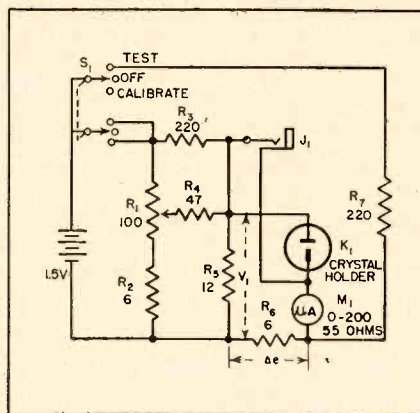 TEST
S1
OFF
CALIBRATE
R3
220
J1
R4
47
R1
100
R7
220
K1
CRYSTAL
HOLDER
1.5V
R2
6
R5
12
V1
R6
6
M1
μA
0-200
55 OHMS
Δe